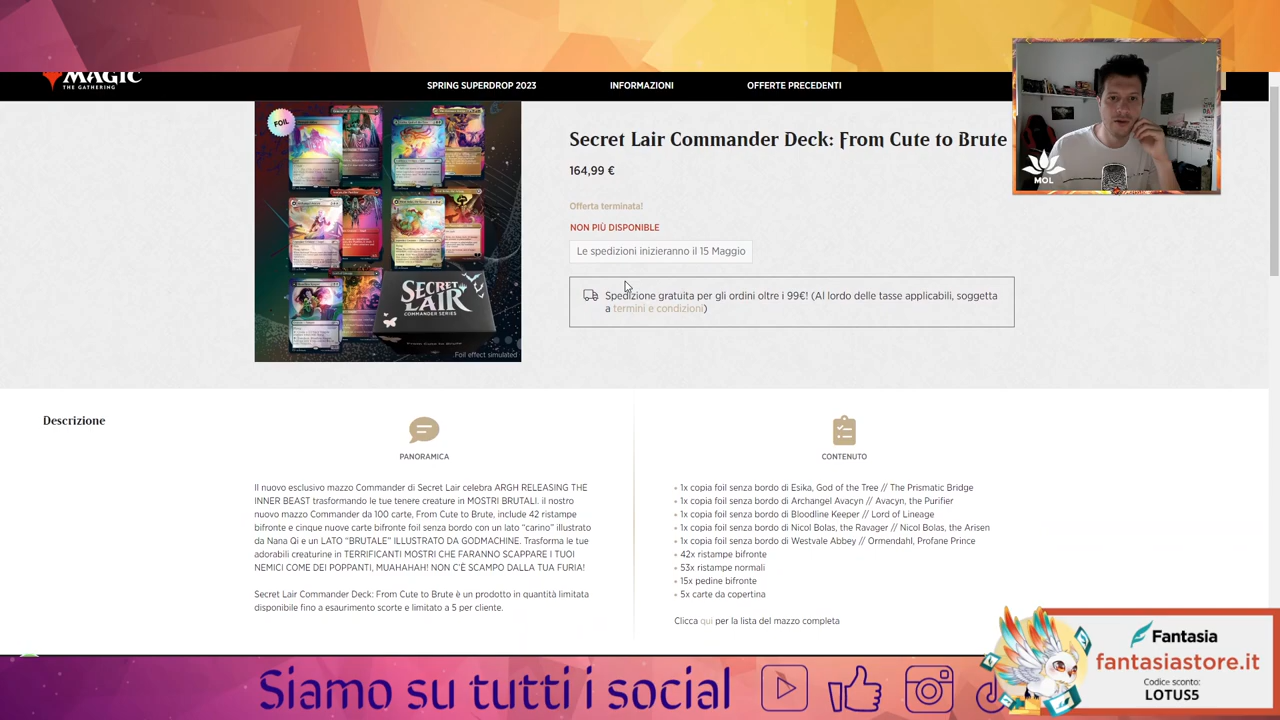 MAGIC
THE GATHERING
SPRING SUPERDROP 2023
INFORMAZIONI
OFFERTE PRECEDENTI
FOIL
SECRET
LAIR
COMMANDER SERIES
Foil effect simulated
Secret Lair Commander Deck: From Cute to Brute
164,99 €
Offerta terminata!
NON PIÙ DISPONIBILE
Le spedizioni inizieranno il 15 Maggio
Spedizione gratuita per gli ordini oltre i 99€! (Al lordo delle tasse applicabili, soggetta
a termini e condizioni)
MOL
Descrizione
PANORAMICA
Il nuovo esclusivo mazzo Commander di Secret Lair celebra ARGH RELEASING THE
INNER BEAST trasformando le tue tenere creature in MOSTRI BRUTALI. il nostro
nuovo mazzo Commander da 100 carte, From Cute to Brute, include 42 ristampe
bifronte e cinque nuove carte bifronte foil senza bordo con un lato "carino" illustrato
da Nana Qi e un LATO "BRUTALE" ILLUSTRATO DA GODMACHINE. Trasforma le tue
adorabili creaturine in TERRIFICANTI MOSTRI CHE FARANNO SCAPPARE I TUOI
NEMICI COME DEI POPPANTI, MUAHAHAH! NON C'È SCAMPO DALLA TUA FURIA!
Secret Lair Commander Deck: From Cute to Brute è un prodotto in quantità limitata
disponibile fino a esaurimento scorte e limitato a 5 per cliente.
CONTENUTO
• 1x copia foil senza bordo di Esika, God of the Tree // The Prismatic Bridge
• 1x copia foil senza bordo di Archangel Avacyn // Avacyn, the Purifier
• 1x copia foil senza bordo di Bloodline Keeper // Lord of Lineage
• 1x copia foil senza bordo di Nicol Bolas, the Ravager // Nicol Bolas, the Arisen
• 1x copia foil senza bordo di Westvale Abbey // Ormendahl, Profane Prince
• 42x ristampe bifronte
• 53x ristampe normali
• 15x pedine bifronte
• 5x carte da copertina
Clicca qui per la lista del mazzo completa
Siamo su tutti i social
Fantasia
fantasiastore.it
Codice sconto:
LOTUS5